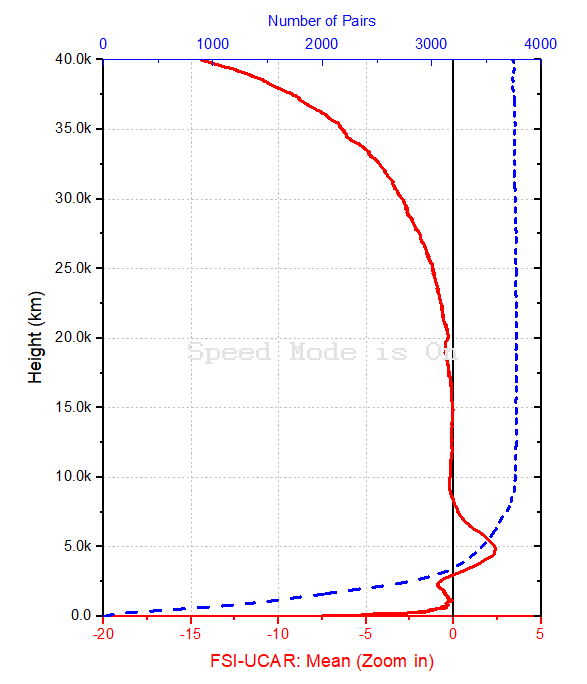 Number of Pairs
0 1000 2000 3200 4000
40.0k
35.0k
30.0k
25.0k
20.0k
15.0k
10.0k
5.0k
0.0
Height (km)
Speed Mode is On
-20 -15 -10 -5 0 5
FSI-UCAR: Mean (Zoom in)